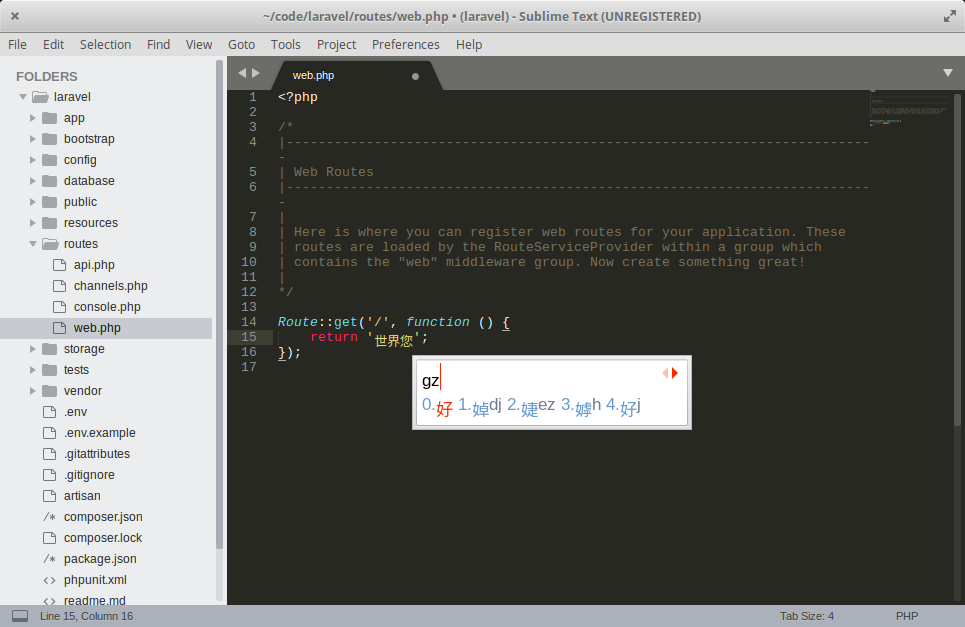 ~/code/laravel/routes/web.php • (laravel) - Sublime Text (UNREGISTERED)
File Edit Selection Find View Goto Tools Project Preferences Help
FOLDERS
laravel
app
bootstrap
config
database
public
resources
routes
api.php
channels.php
console.php
web.php
storage
tests
vendor
.env
.env.example
.gitattributes
.gitignore
artisan
/* composer.json
composer.lock
/* package.json
<> phpunit.xml
<> readme.md
web.php
1 <?php
2
3 /*
4 |--------------------------------------------------------------------------
5 | Web Routes
6 |--------------------------------------------------------------------------
7 |
8 | Here is where you can register web routes for your application. These
9 | routes are loaded by the RouteServiceProvider within a group which
10 | contains the "web" middleware group. Now create something great!
11 |
12 */
13
14 Route::get('/', function () {
15 return '世界您';
16 });
17
gz
0.好 1.婥dj 2.婕ez 3.嫭h 4.好j
Line 15, Column 16 Tab Size: 4 PHP